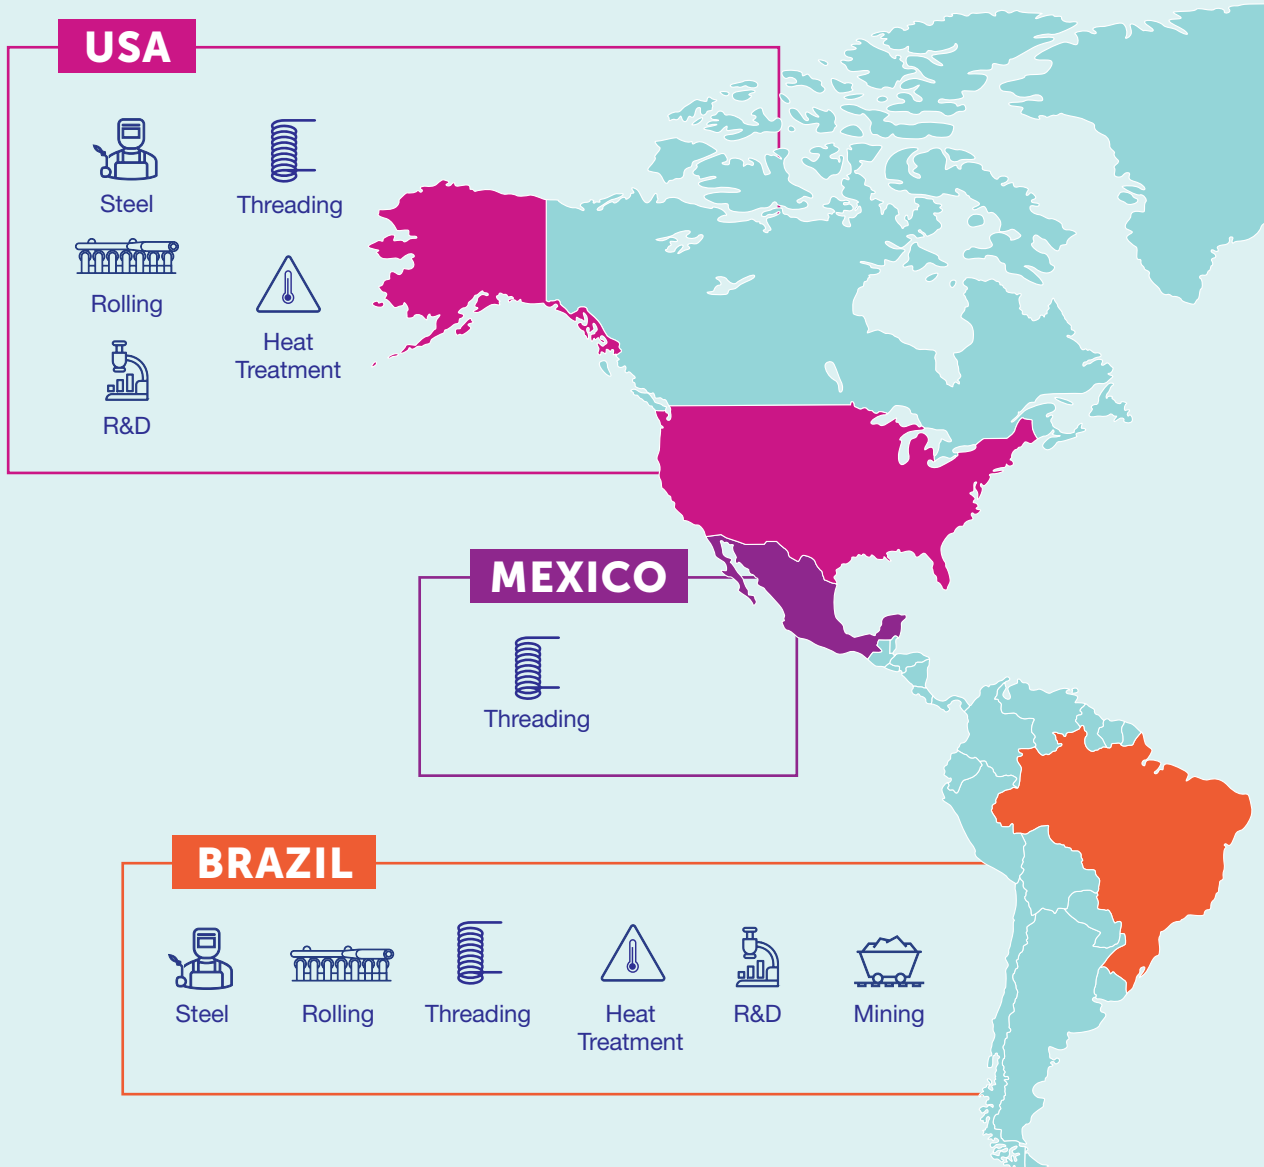 USA
Steel
Threading
Rolling
Heat
Treatment
R&D
MEXICO
Threading
BRAZIL
Steel
Rolling
Threading
Heat
Treatment
R&D
Mining